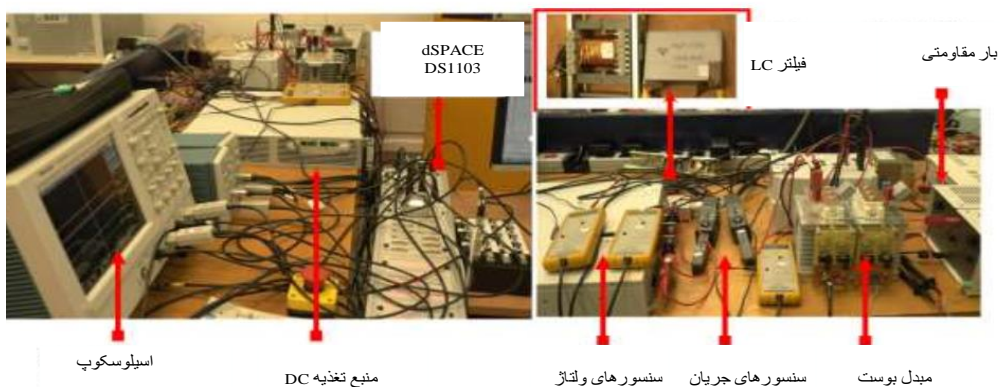 dSPACE
DS1103
فیلتر LC
بار مقاومتی
اسیلوسکوپ
منبع تغذیه DC
سنسورهای ولتاژ
سنسورهای جریان
مبدل بوست